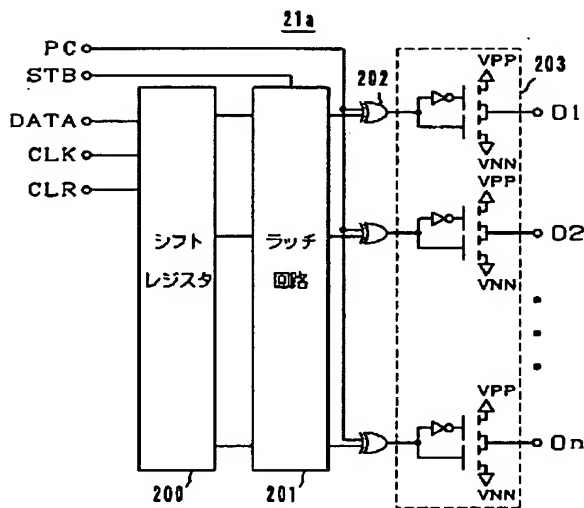 21a
PC
STB
DATA
CLK
CLR
シフト
レジスタ
ラッチ
回路
200
201
202
203
VPP
O1
VNN
VPP
O2
VNN
VPP
On
VNN